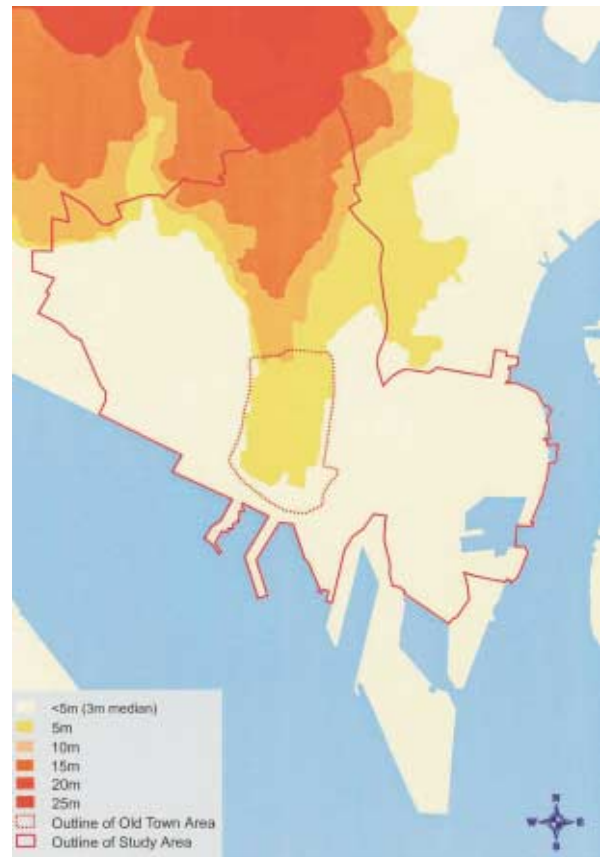 <5m (3m median)
5m
10m
15m
20m
25m
Outline of Old Town Area
Outline of Study Area
N
W E
S